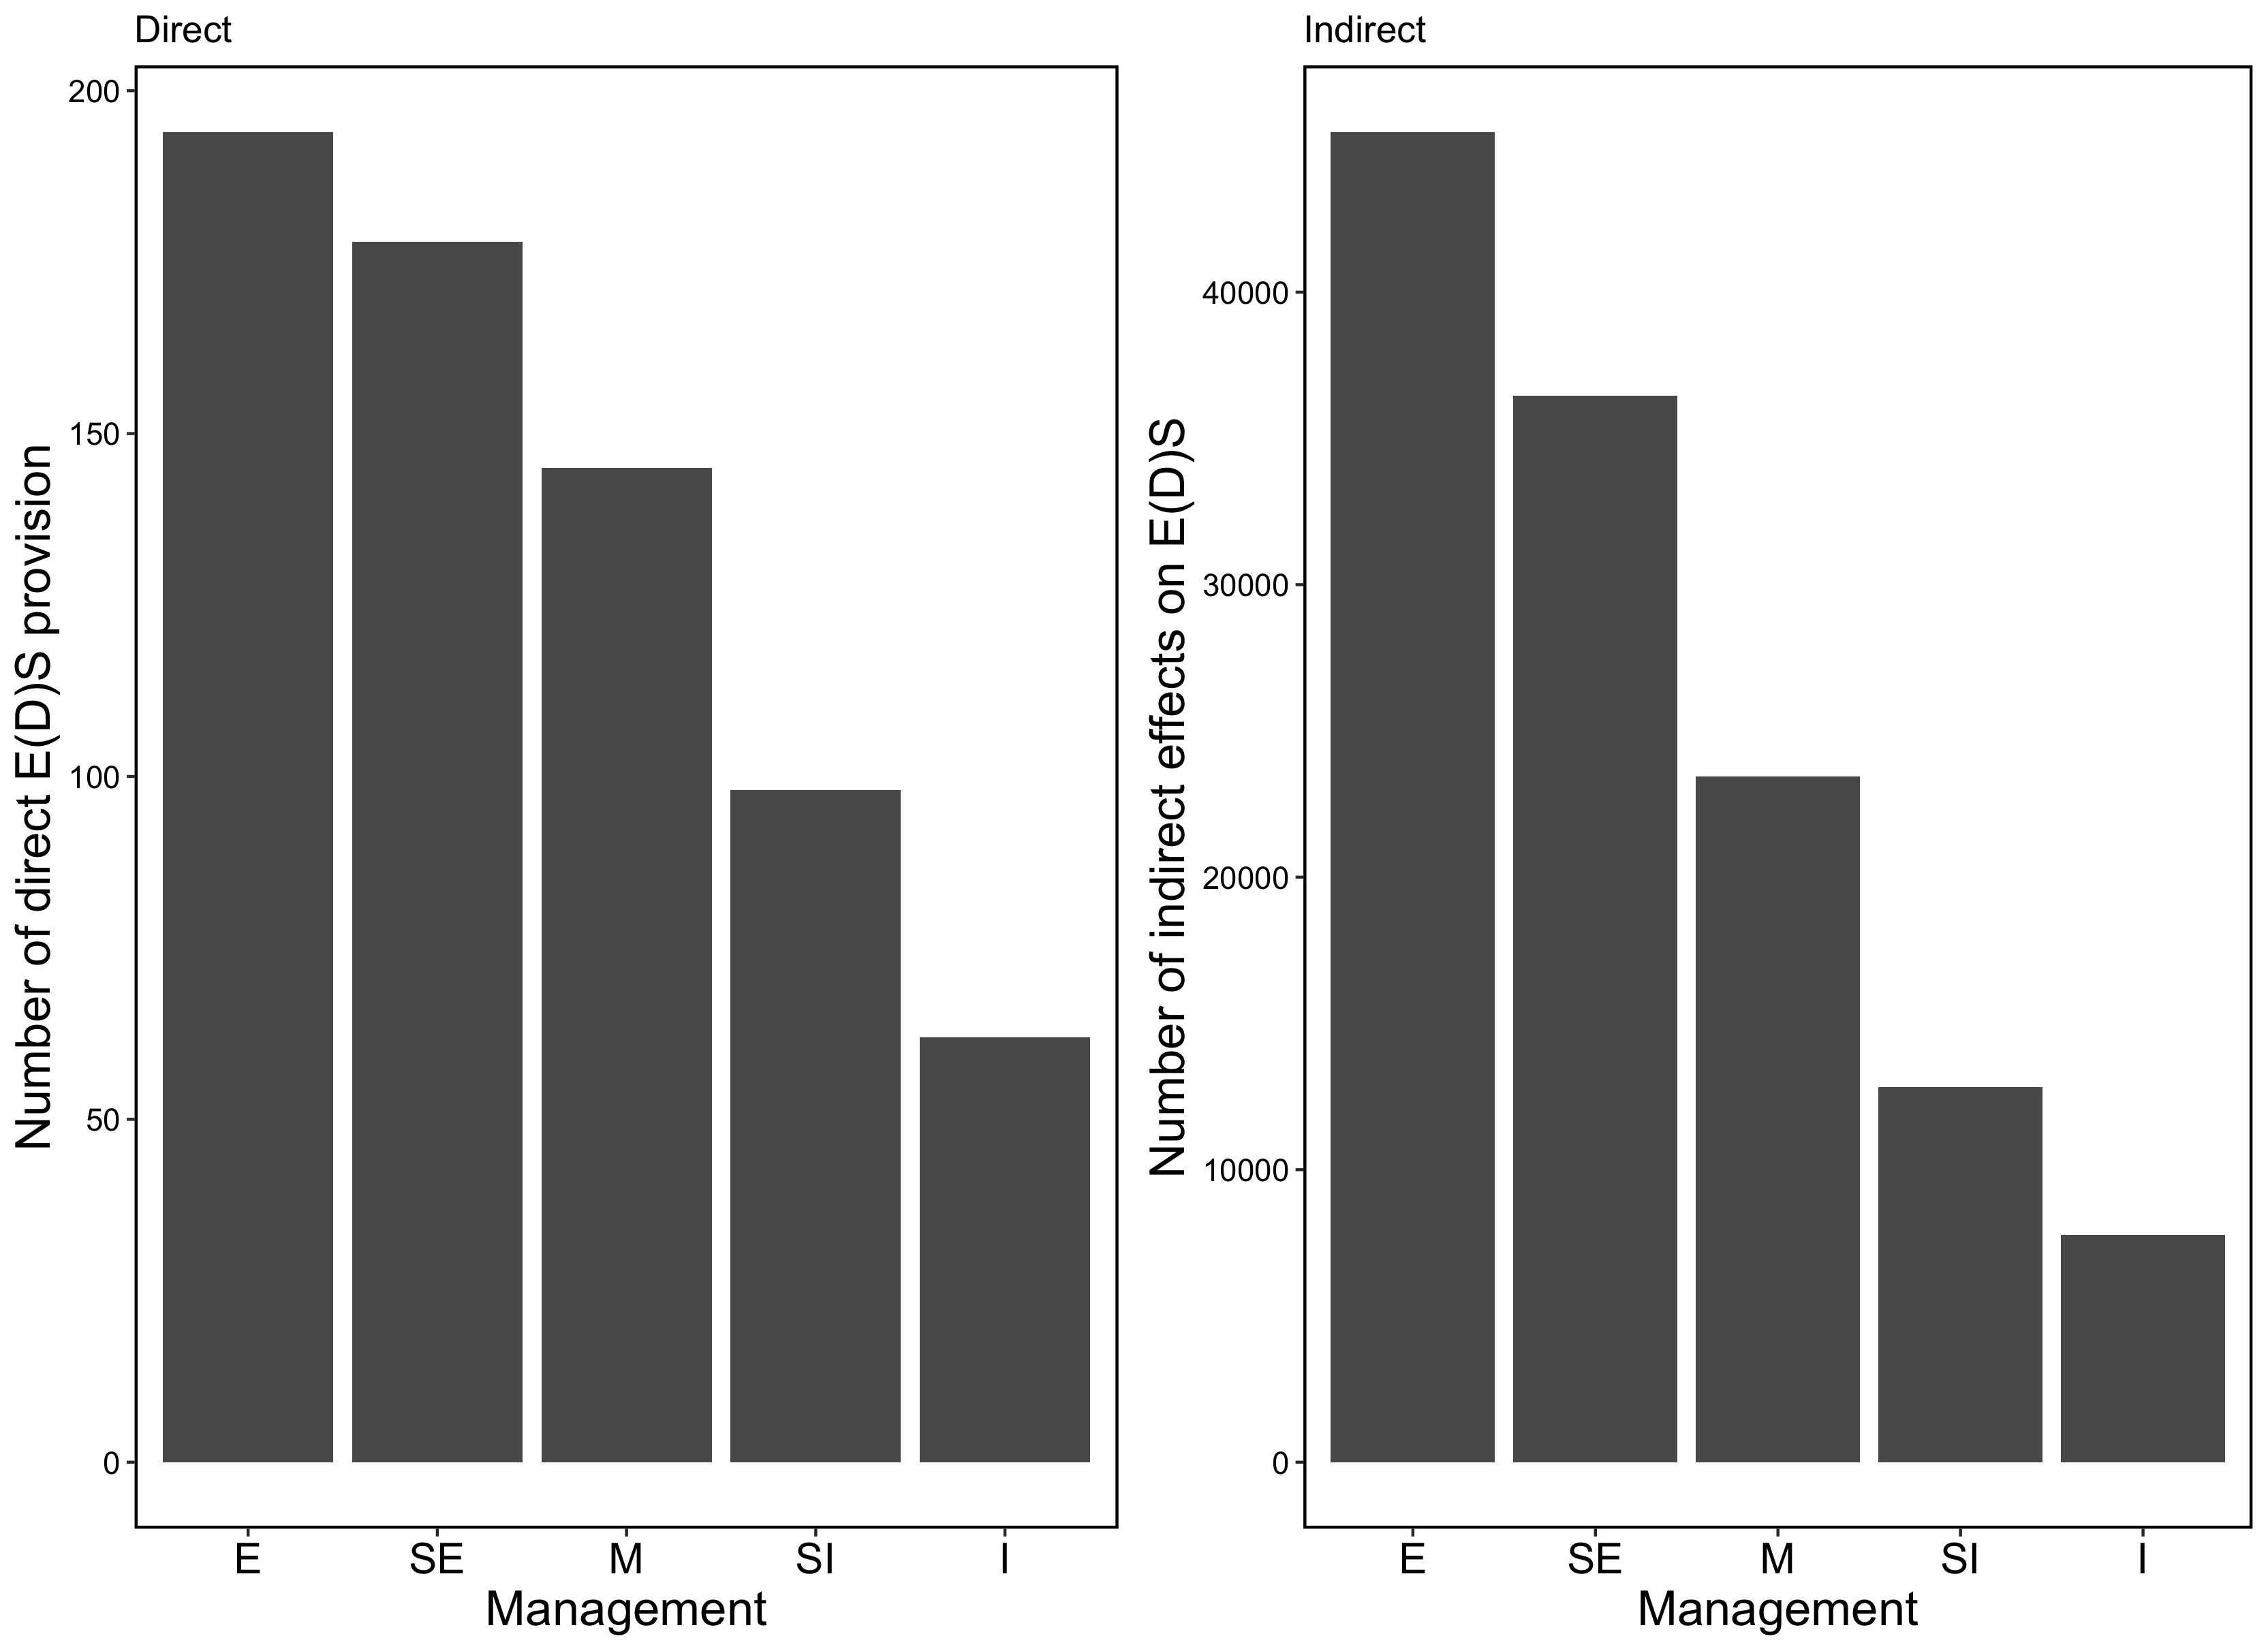 Direct
Number of direct E(D)S provision
200
150
100
50
0
E SE M SI I
Management
Indirect
Number of indirect effects on E(D)S
40000
30000
20000
10000
0
E SE M SI I
Management